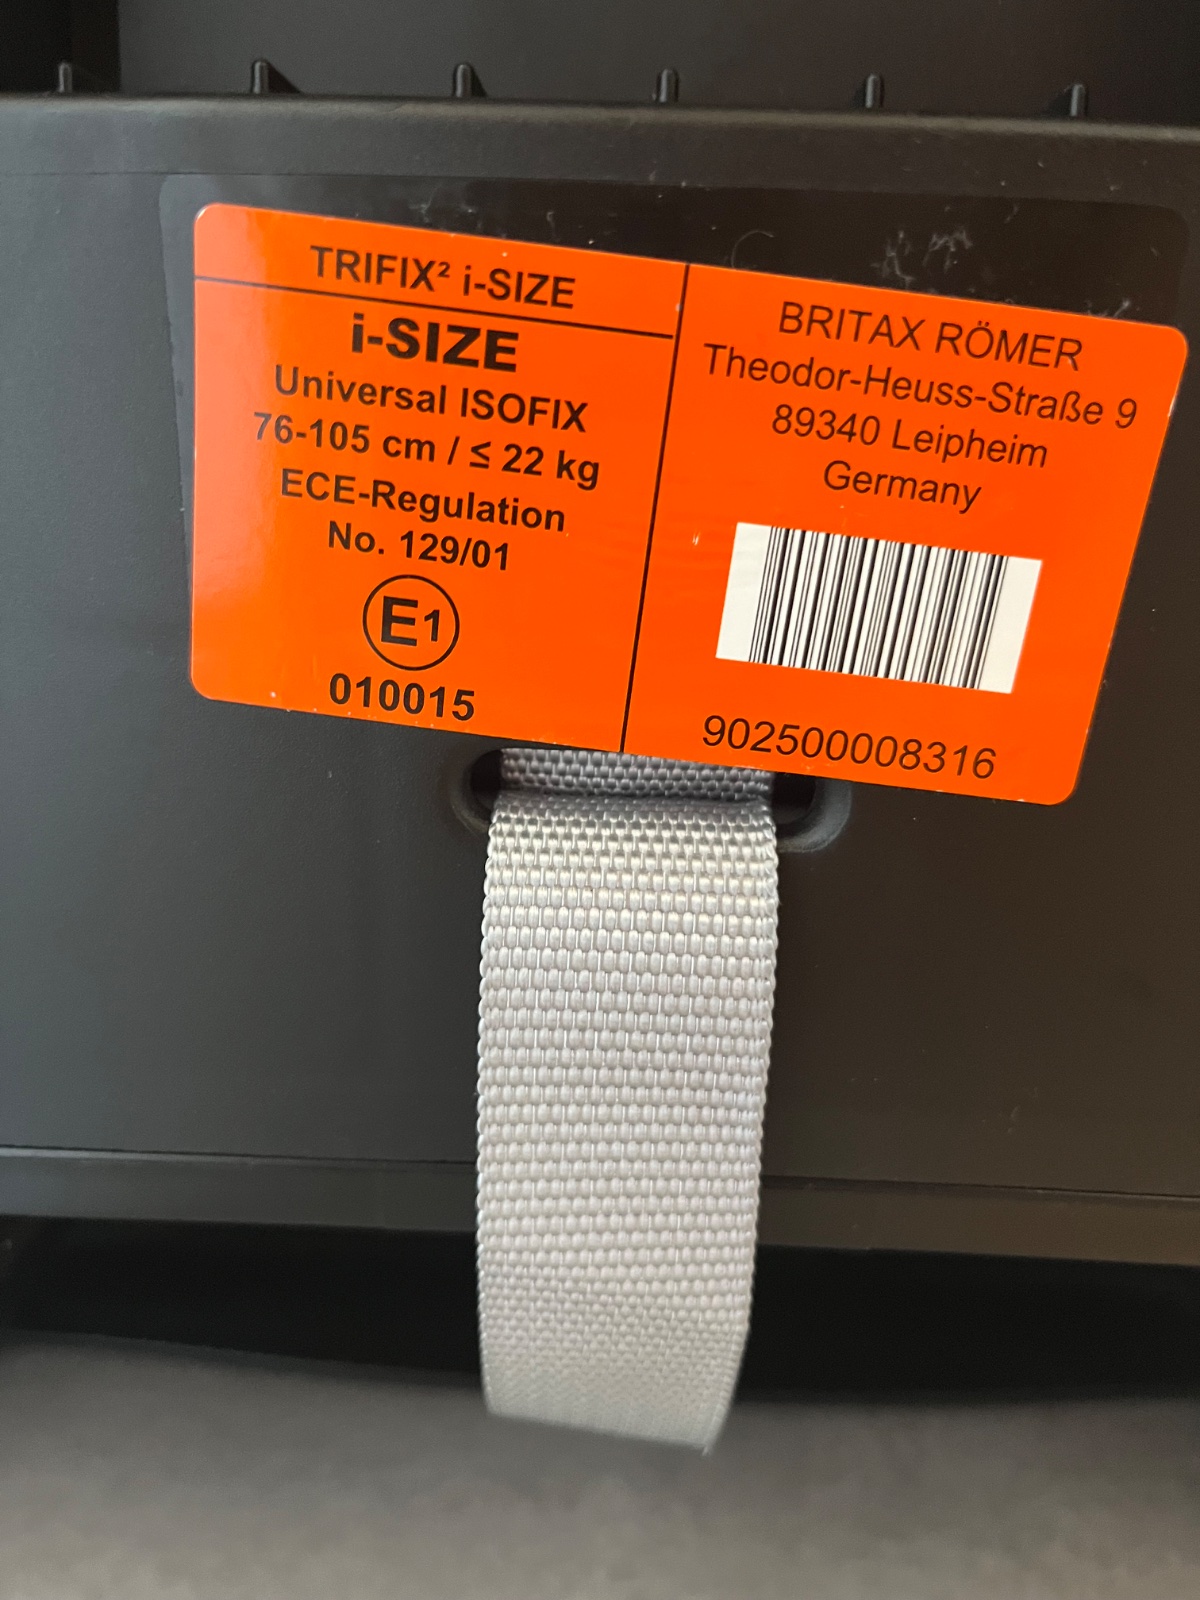 TRIFIX² i-SIZE
i-SIZE
Universal ISOFIX
76-105 cm / ≤ 22 kg
ECE-Regulation
No. 129/01
E1
010015
BRITAX RÖMER
Theodor-Heuss-Straße 9
89340 Leipheim
Germany
902500008316